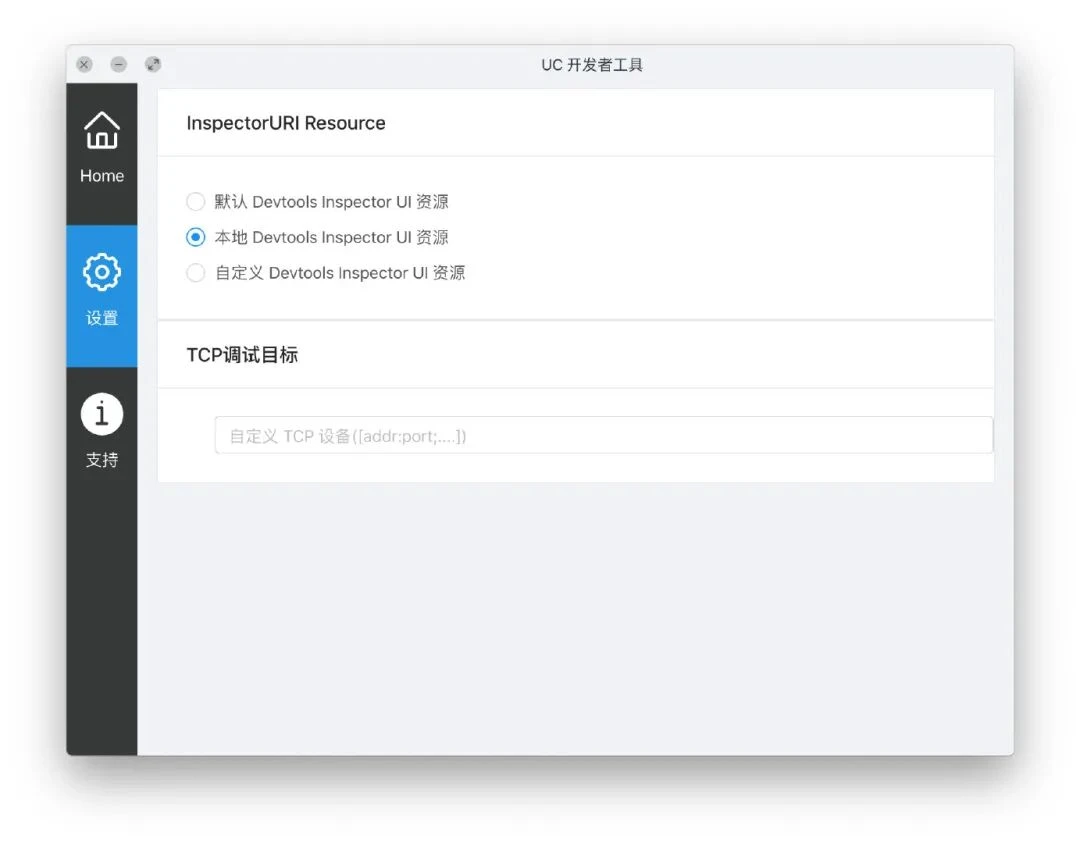 UC 开发者工具
Home
设置
支持
InspectorURI Resource
默认 Devtools Inspector UI 资源
本地 Devtools Inspector UI 资源
自定义 Devtools Inspector UI 资源
TCP调试目标
自定义 TCP 设备([addr:port;....])